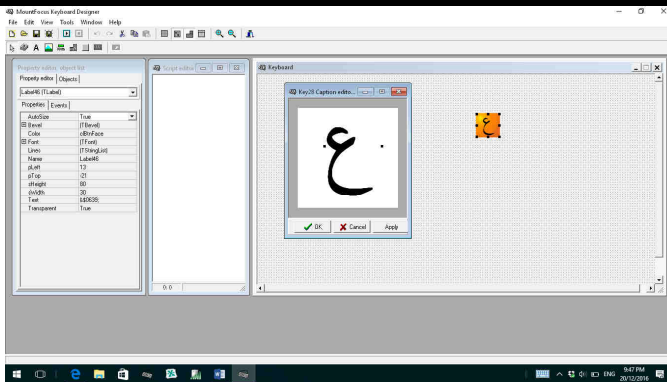 MountFocus Keyboard Designer
File Edit View Tools Window Help
Property editor, object list
Property editor Objects
Label46 (TLabel)
Properties Events
AutoSize True
Bevel (TBevel)
Color clBtnFace
Font (TFont)
Lines (TStringList)
Name Label46
pLeft 13
pTop -21
sHeight 80
sWidth 30
Text &$0639;
Transparent True
Script editor
0: 0
Keyboard
Key28 Caption edito...
ع
OK Cancel Apply
ع
ENG
9:47 PM
20/12/2016